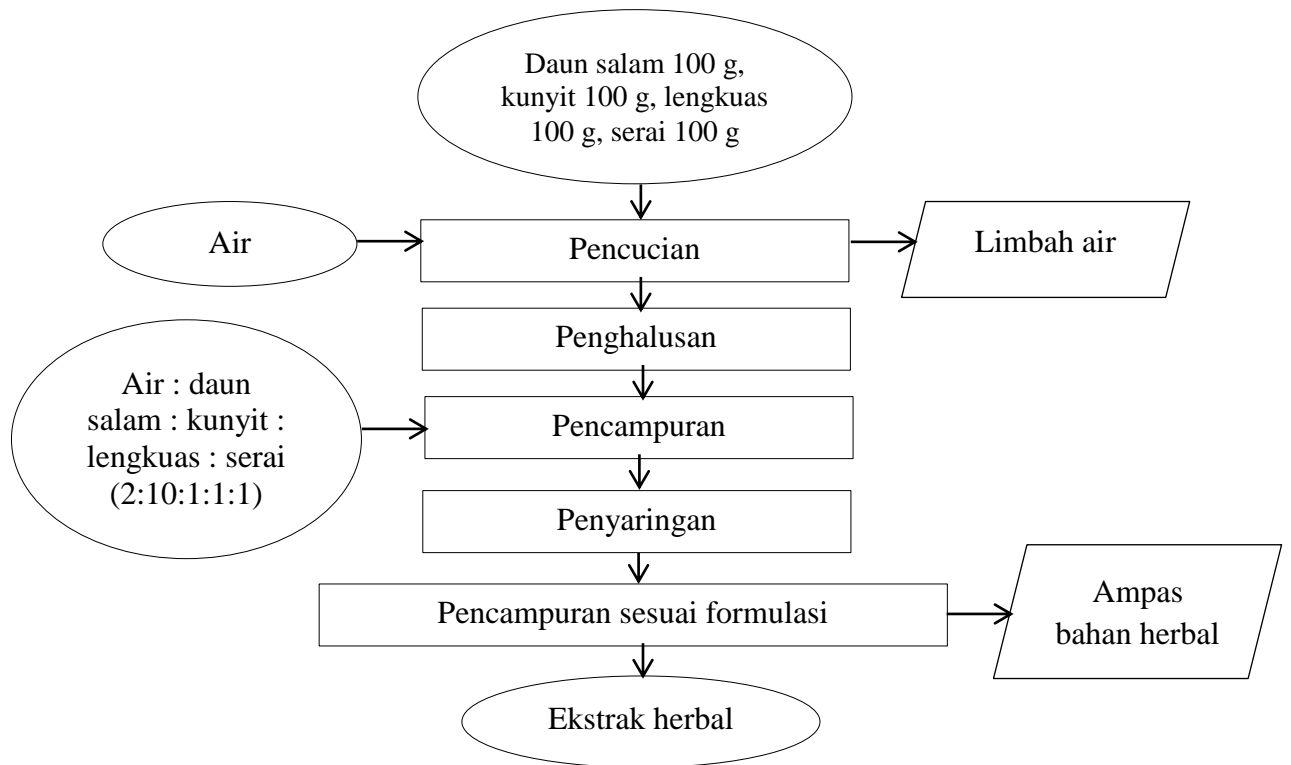 Daun salam 100 g,
kunyit 100 g, lengkuas
100 g, serai 100 g
Air
Pencucian
Limbah air
Penghalusan
Air : daun
salam : kunyit :
lengkuas : serai
(2:10:1:1:1)
Pencampuran
Penyaringan
Pencampuran sesuai formulasi
Ampas
bahan herbal
Ekstrak herbal